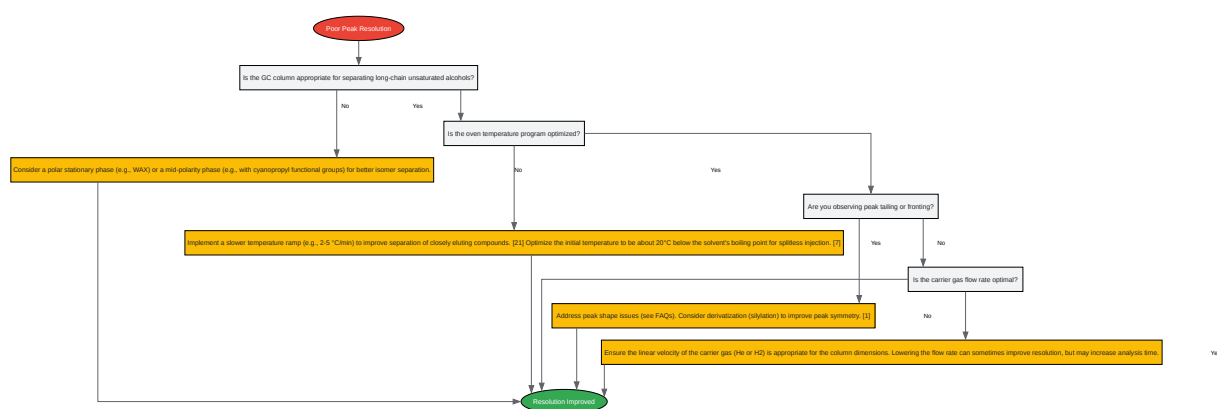 Poor Peak Resolution
Is the GC column appropriate for separating long-chain unsaturated alcohols?
No
Yes
Is the oven temperature program optimized?
Consider a polar stationary phase (e.g., WAX) or a mid-polarity phase (e.g., with cyanopropyl functional groups) for better isomer separation.
No
Yes
Are you observing peak tailing or fronting?
Implement a slower temperature ramp (e.g., 2-5 °C/min) to improve separation of closely eluting compounds. [21] Optimize the initial temperature to be about 20°C below the solvent's boiling point for splitless injection. [7]
Yes
No
Is the carrier gas flow rate optimal?
Address peak shape issues (see FAQs). Consider derivatization (silylation) to improve peak symmetry. [1]
No
Ensure the linear velocity of the carrier gas (He or H2) is appropriate for the column dimensions. Lowering the flow rate can sometimes improve resolution, but may increase analysis time.
Resolution Improved